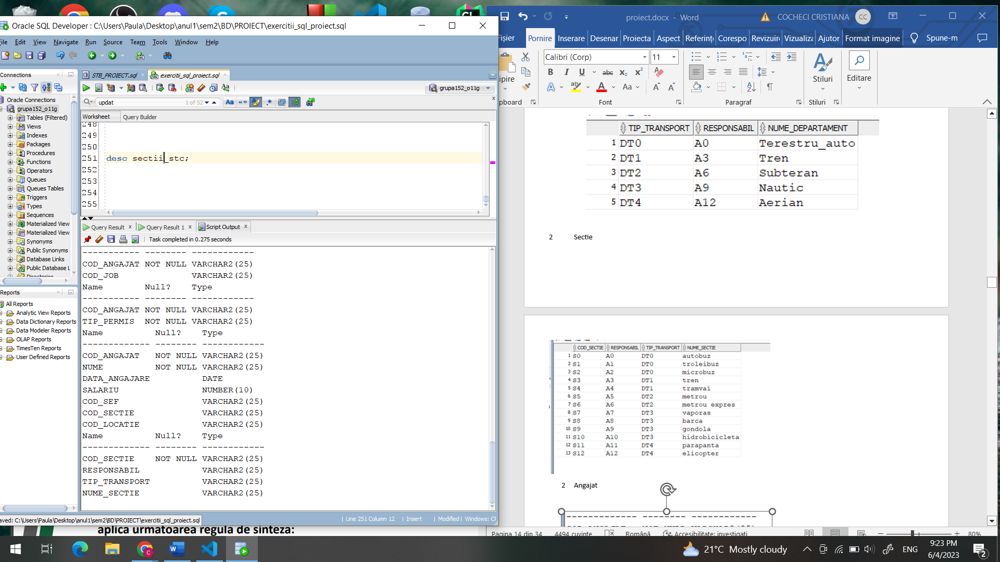 Oracle SQL Developer : C:\Users\Paula\Desktop\anul1\sem2\BD\PROIECT\exercitii_sql_proiect.sql
File Edit View Navigate Run Source Team Tools Window Help
Connections
Oracle Connections
grupa152_o11g
Tables (Filtered)
Views
Indexes
Packages
Procedures
Functions
Operators
Queues
Queues Tables
Triggers
Types
Sequences
Materialized View
Materialized View
Synonyms
Public Synonyms
Database Links
Public Database L
Directories
Reports
All Reports
Analytic View Reports
Data Dictionary Reports
Data Modeler Reports
OLAP Reports
TimesTen Reports
User Defined Reports
STB_PROIECT.sql
exercitii_sql_proiect.sql
grupa152_o11g
updat 1 of 52
Worksheet Query Builder
248
249
250
251 desc sectii_stc;
252
253
254
255
Query Result x Query Result 1 x Script Output x
Task completed in 0.275 seconds
----------- -------- ------------
COD_ANGAJAT NOT NULL VARCHAR2(25)
COD_JOB VARCHAR2(25)
Name Null? Type
----------- -------- ------------
COD_ANGAJAT NOT NULL VARCHAR2(25)
TIP_PERMIS NOT NULL VARCHAR2(25)
Name Null? Type
------------- -------- ------------
COD_ANGAJAT NOT NULL VARCHAR2(25)
NUME NOT NULL VARCHAR2(25)
DATA_ANGAJARE DATE
SALARIU NUMBER(10)
COD_SEF VARCHAR2(25)
COD_SECTIE VARCHAR2(25)
COD_LOCATIE VARCHAR2(25)
Name Null? Type
------------- -------- ------------
COD_SECTIE NOT NULL VARCHAR2(25)
RESPONSABIL VARCHAR2(25)
TIP_TRANSPORT VARCHAR2(25)
NUME_SECTIE VARCHAR2(25)
aved: C:\Users\Paula\Desktop\anul1\sem2\BD\PROIECT\exercitii_sql_proiect.sql
| Line 251 Column 12 | Insert | Modified | Windows: CF
aplica urmatoarea regula de sinteza:
proiect.docx - Word
COCHECI CRISTIANA CC
Fișier Pornire Inserare Desenar Proiecta Aspect Referinț Corespo Revizuir Vizualiza Ajutor Format imagine Spune-m
Calibri (Corp) 11
ipire
pboard Font Paragraf Stiluri
Stiluri
Editare
TIP_TRANSPORT RESPONSABIL NUME_DEPARTAMENT
1 DT0 A0 Terestru_auto
2 DT1 A3 Tren
3 DT2 A6 Subteran
4 DT3 A9 Nautic
5 DT4 A12 Aerian
2 Sectie
COD_SECTIE RESPONSABIL TIP_TRANSPORT NUME_SECTIE
1 S0 A0 DT0 autobuz
2 S1 A1 DT0 troleibuz
3 S2 A2 DT0 microbuz
4 S3 A3 DT1 tren
5 S4 A4 DT1 tramvai
6 S5 A5 DT2 metrou
7 S6 A6 DT2 metrou expres
8 S7 A7 DT3 vaporas
9 S8 A8 DT3 barca
10 S9 A9 DT3 gondola
11 S10 A10 DT3 hidrobicicleta
12 S11 A11 DT4 parapanta
13 S12 A12 DT4 elicopter
2 Angajat
------------- -------- ------------
Pagina 14 din 34 4494 cuvinte Română Accesibilitate: investigați 80%
21°C Mostly cloudy
ENG
9:23 PM
6/4/2023
2